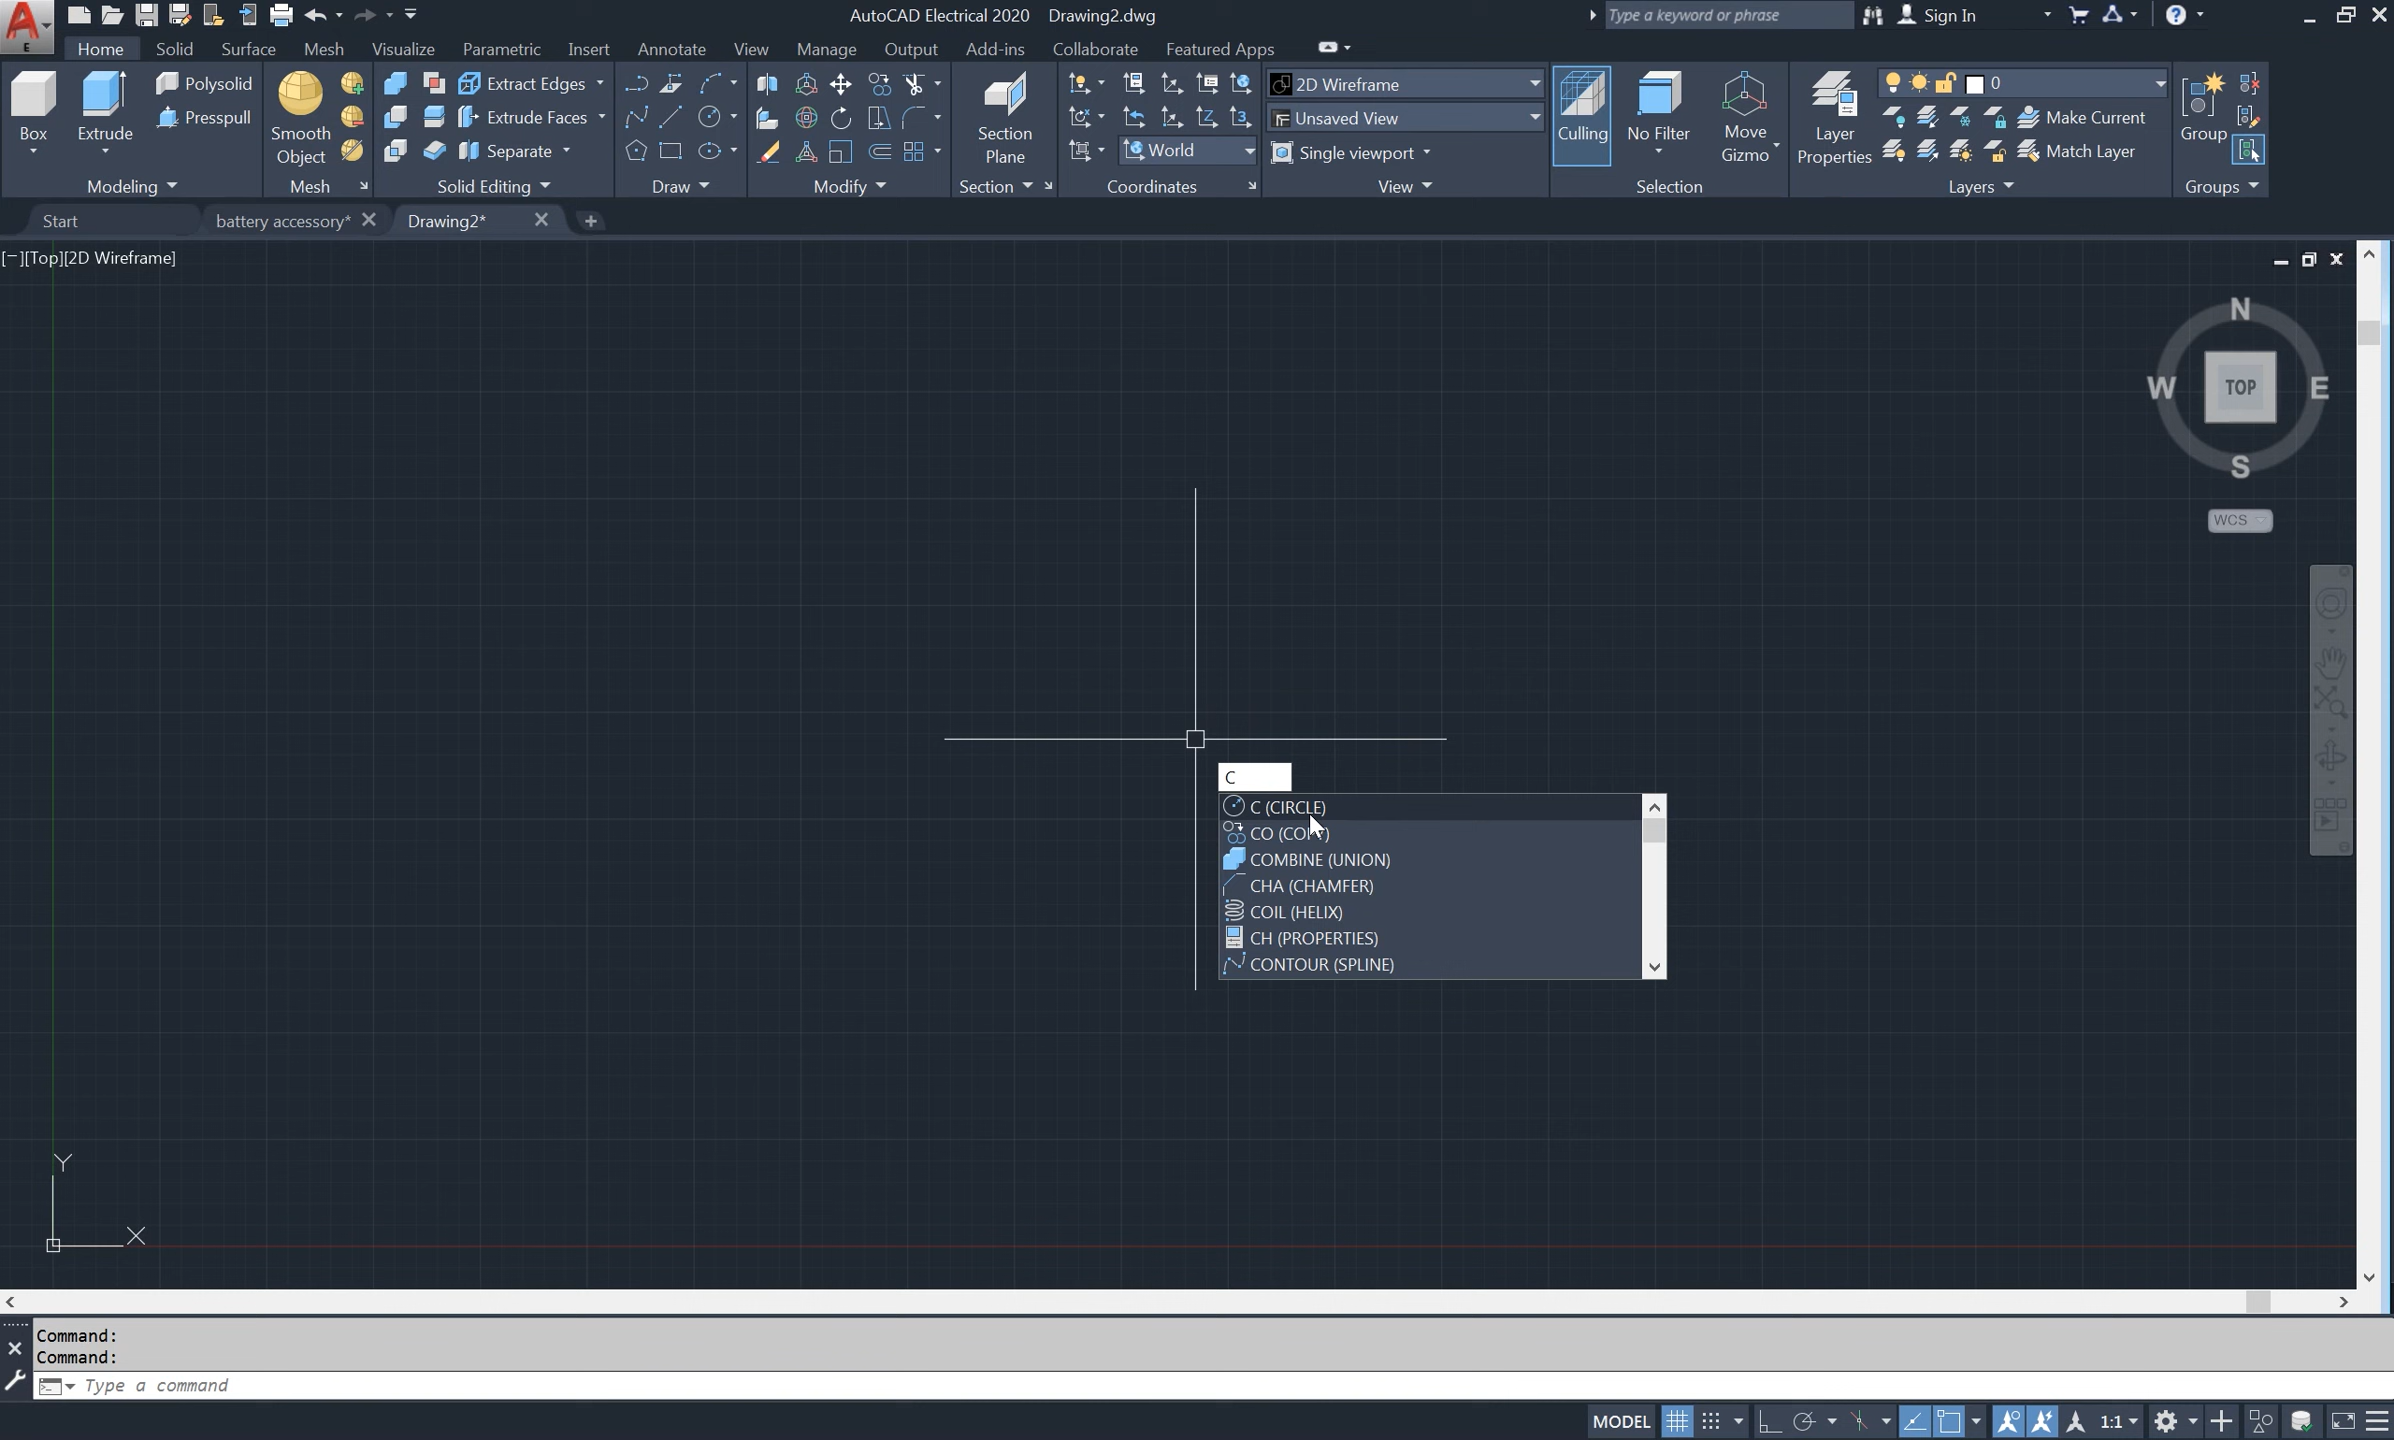 AutoCAD Electrical 2020 Drawing2.dwg
Type a keyword or phrase
Sign In
A
E
Home Solid Surface Mesh Visualize Parametric Insert Annotate View Manage Output Add-ins Collaborate Featured Apps
Box
Extrude
Polysolid
Presspull
Modeling
Smooth
Object
Mesh
Extract Edges
Extrude Faces
Separate
Solid Editing
Draw
Modify
Section
Plane
Section
World
Coordinates
2D Wireframe
Unsaved View
Single viewport
View
Culling
No Filter
Move
Gizmo
Selection
Layer
Properties
0
Make Current
Match Layer
Layers
Group
Groups
Start battery accessory* Drawing2*
[−][Top][2D Wireframe]
N
W TOP E
S
WCS
C
C (CIRCLE)
CO
COMBINE (UNION)
CHA (CHAMFER)
COIL (HELIX)
CH (PROPERTIES)
CONTOUR (SPLINE)
Y
X
Command:
Command:
Type a command
MODEL 1:1